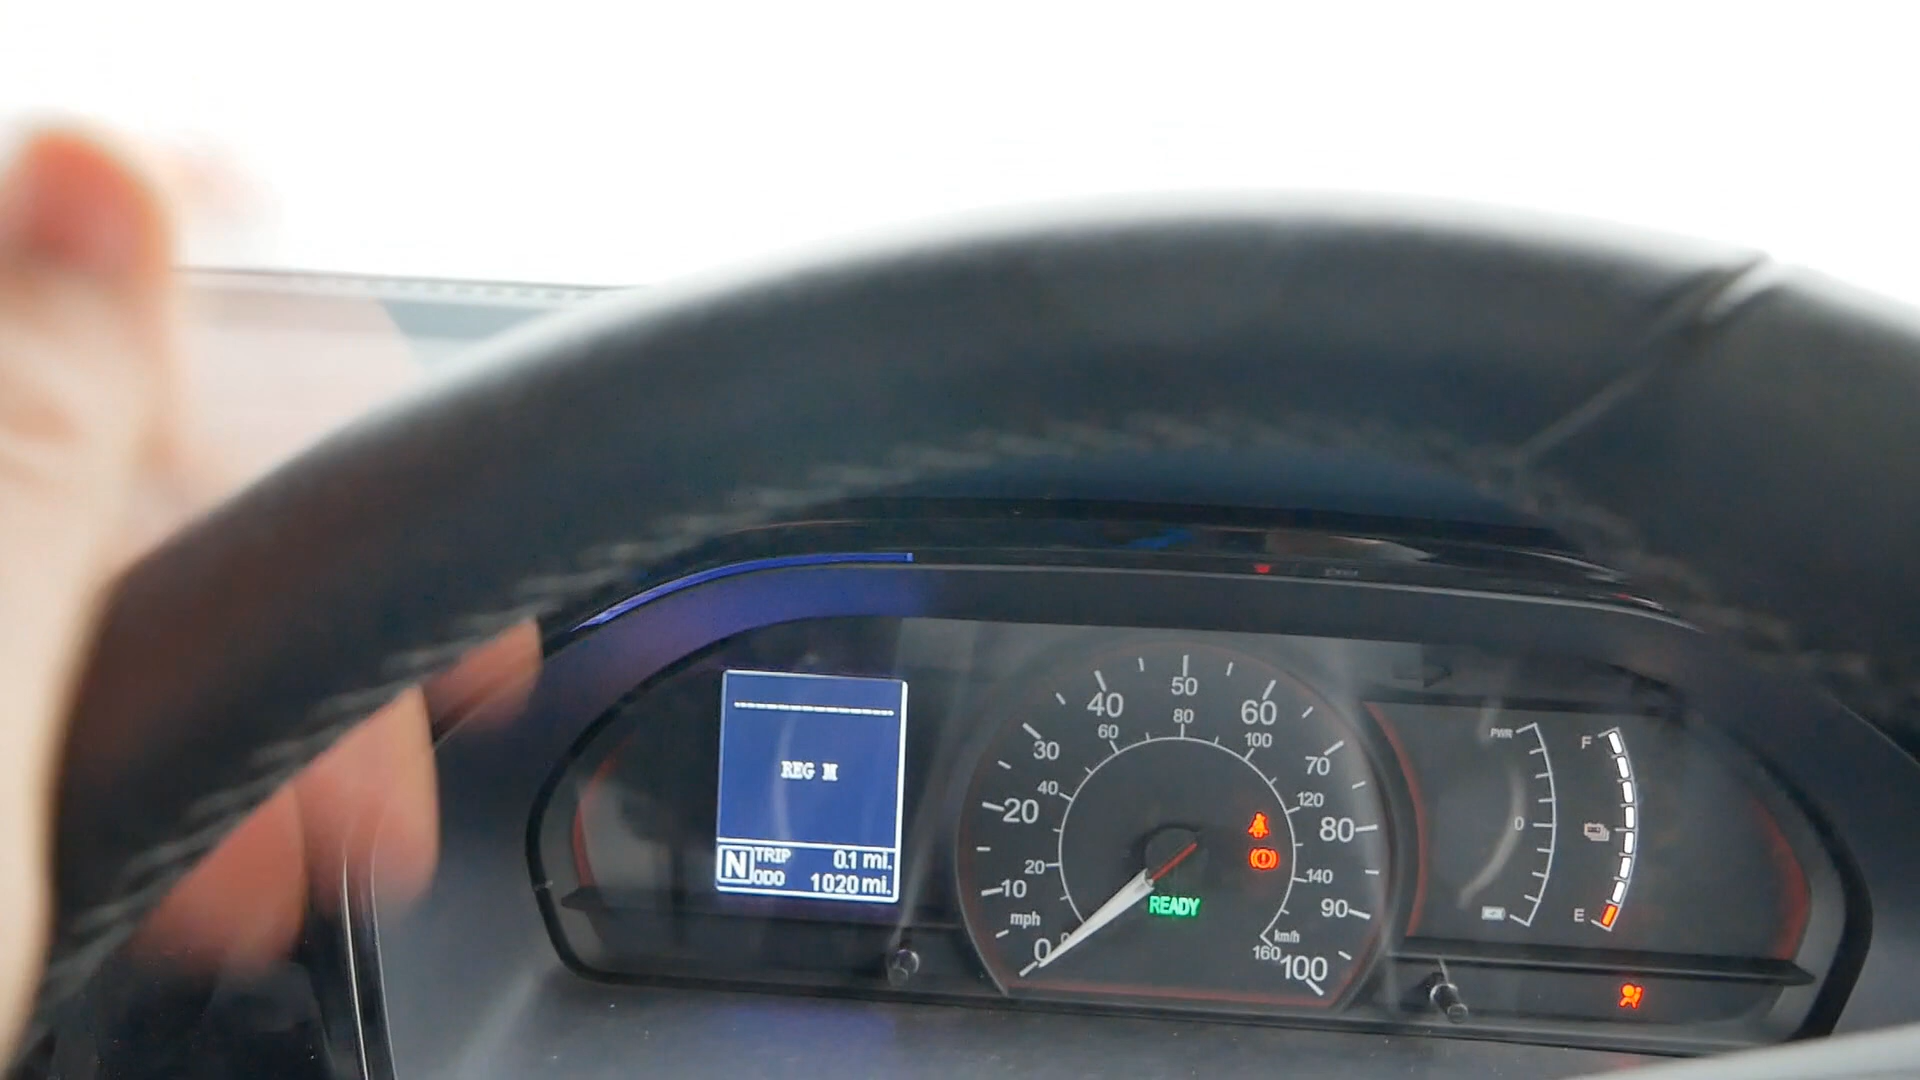 REG M
N
TRIP 0.1 mi.
ODO 1020 mi.
0 10 20 30 40 50 60 70 80 90 100
mph
20 40 60 80 100 120 140 160
km/h
READY
PWR
0
F
E